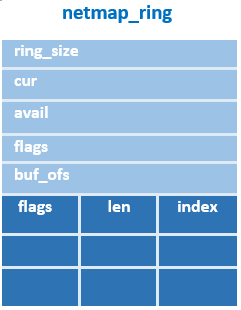 netmap_ring
ring_size
cur
avail
flags
buf_ofs
flags len index